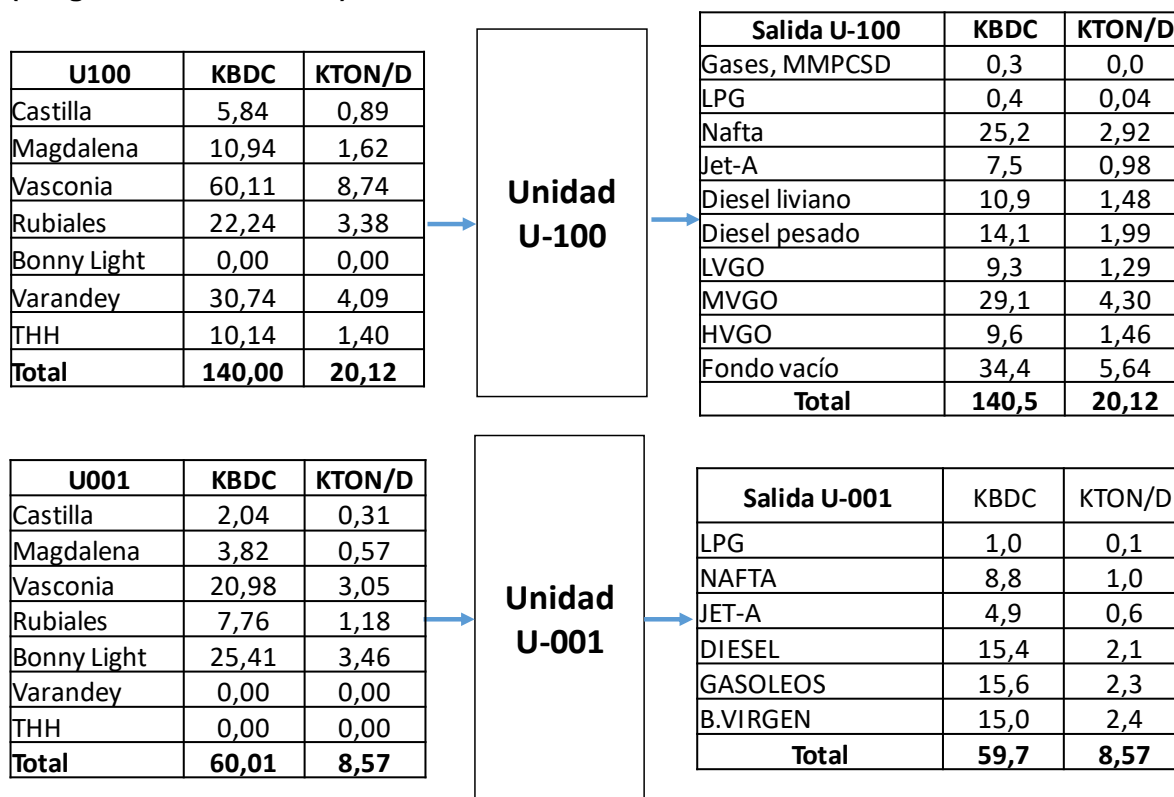 U100 KBDC KTON/D
Castilla 5,84 0,89
Magdalena 10,94 1,62
Vasconia 60,11 8,74
Rubiales 22,24 3,38
Bonny Light 0,00 0,00
Varandey 30,74 4,09
THH 10,14 1,40
Total 140,00 20,12
Unidad
U-100
Salida U-100 KBDC KTON/D
Gases, MMPCSD 0,3 0,0
LPG 0,4 0,04
Nafta 25,2 2,92
Jet-A 7,5 0,98
Diesel liviano 10,9 1,48
Diesel pesado 14,1 1,99
LVGO 9,3 1,29
MVGO 29,1 4,30
HVGO 9,6 1,46
Fondo vacío 34,4 5,64
Total 140,5 20,12
U001 KBDC KTON/D
Castilla 2,04 0,31
Magdalena 3,82 0,57
Vasconia 20,98 3,05
Rubiales 7,76 1,18
Bonny Light 25,41 3,46
Varandey 0,00 0,00
THH 0,00 0,00
Total 60,01 8,57
Unidad
U-001
Salida U-001 KBDC KTON/D
LPG 1,0 0,1
NAFTA 8,8 1,0
JET-A 4,9 0,6
DIESEL 15,4 2,1
GASOLEOS 15,6 2,3
B.VIRGEN 15,0 2,4
Total 59,7 8,57